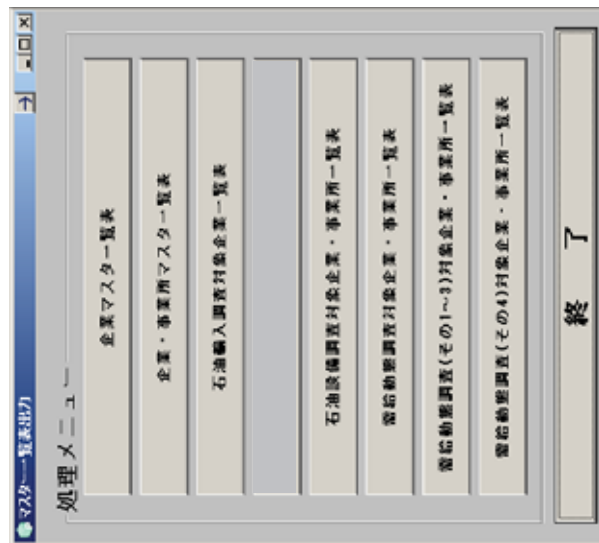 マスター一覧表出力
処理メニュー
企業マスター一覧表
企業・事業所マスター一覧表
石油輸入調査対象企業一覧表
石油設備調査対象企業・事業所一覧表
需給動態調査対象企業・事業所一覧表
需給動態調査(その1~3)対象企業・事業所一覧表
需給動態調査(その4)対象企業・事業所一覧表
終 了